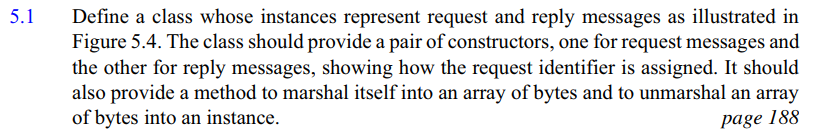 5.1 Define a class whose instances represent request and reply messages as illustrated in
Figure 5.4. The class should provide a pair of constructors, one for request messages and
the other for reply messages, showing how the request identifier is assigned. It should
also provide a method to marshal itself into an array of bytes and to unmarshal an array
of bytes into an instance. page 188